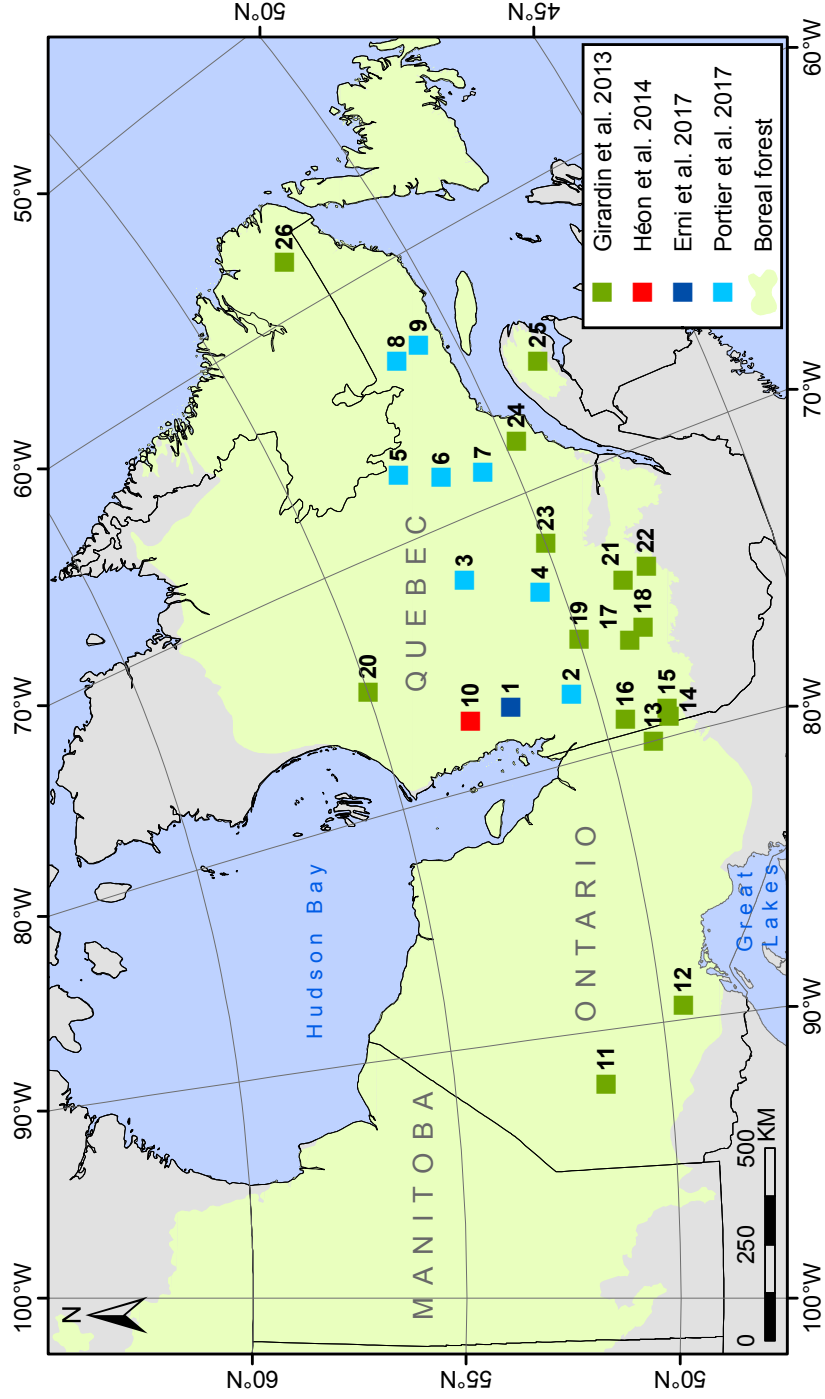 100°W 90°W 80°W 70°W 60°W 50°W
N
60°N
55°N
50°N
50°N
45°N
Hudson Bay
MANITOBA
QUEBEC
ONTARIO
Great
Lakes
26
20
5
8
9
6
3
10
7
1
24
25
4
23
2
19
11
21
16
17
22
18
13
15
14
12
Girardin et al. 2013
Héon et al. 2014
Erni et al. 2017
Portier et al. 2017
Boreal forest
0 250 500
KM
100°W 90°W 80°W 70°W 60°W